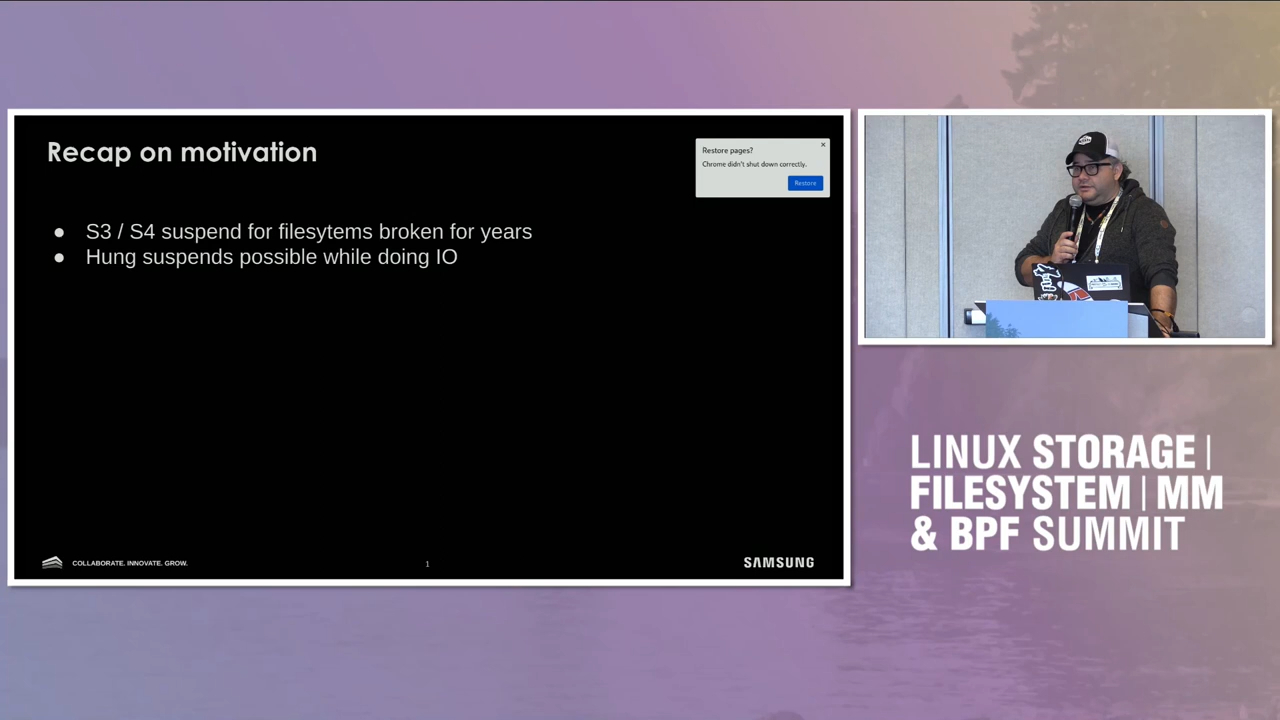 Recap on motivation
Restore pages?
Chrome didn't shut down correctly.
Restore
● S3 / S4 suspend for filesytems broken for years
● Hung suspends possible while doing IO
COLLABORATE. INNOVATE. GROW.
1
SAMSUNG
LINUX STORAGE |
FILESYSTEM | MM
& BPF SUMMIT